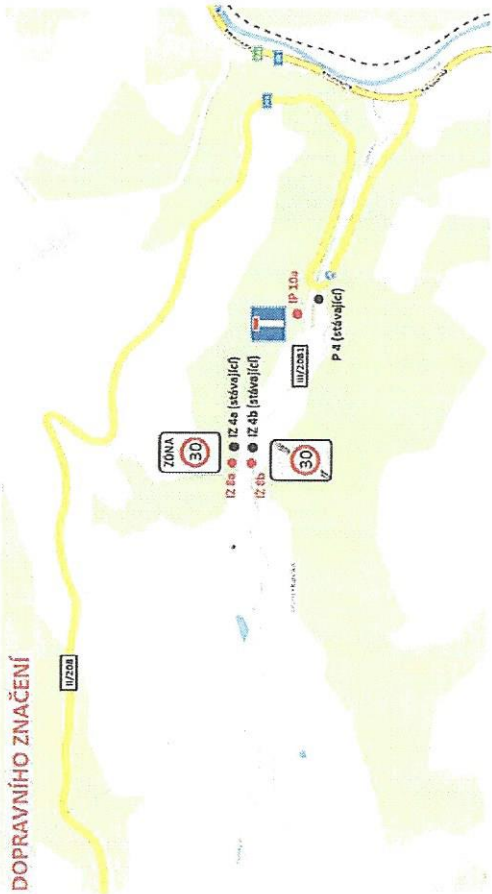 DOPRAVNÍHO ZNAČENÍ
II/208
ZÓNA
30
IZ 8a
IZ 4a (stávající)
IZ 8b
IZ 4b (stávající)
30
IP 10a
III/2081
P 4 (stávající)